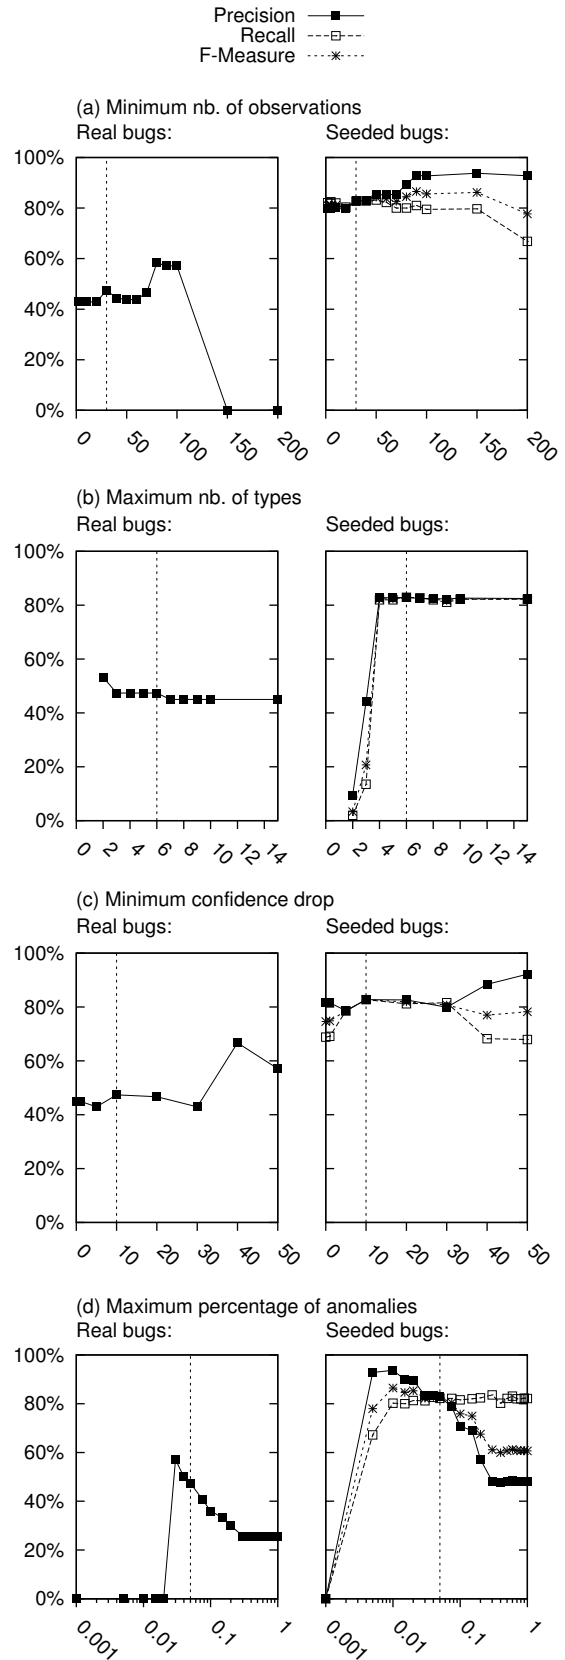 Precision
Recall
F-Measure
(a) Minimum nb. of observations
Real bugs: Seeded bugs:
100%
80%
60%
40%
20%
0%
0 50 100 150 200 0 50 100 150 200
(b) Maximum nb. of types
Real bugs: Seeded bugs:
100%
80%
60%
40%
20%
0%
0 2 4 6 8 10 12 14 0 2 4 6 8 10 12 14
(c) Minimum confidence drop
Real bugs: Seeded bugs:
100%
80%
60%
40%
20%
0%
0 10 20 30 40 50 0 10 20 30 40 50
(d) Maximum percentage of anomalies
Real bugs: Seeded bugs:
100%
80%
60%
40%
20%
0%
0.001 0.01 0.1 1 0.001 0.01 0.1 1